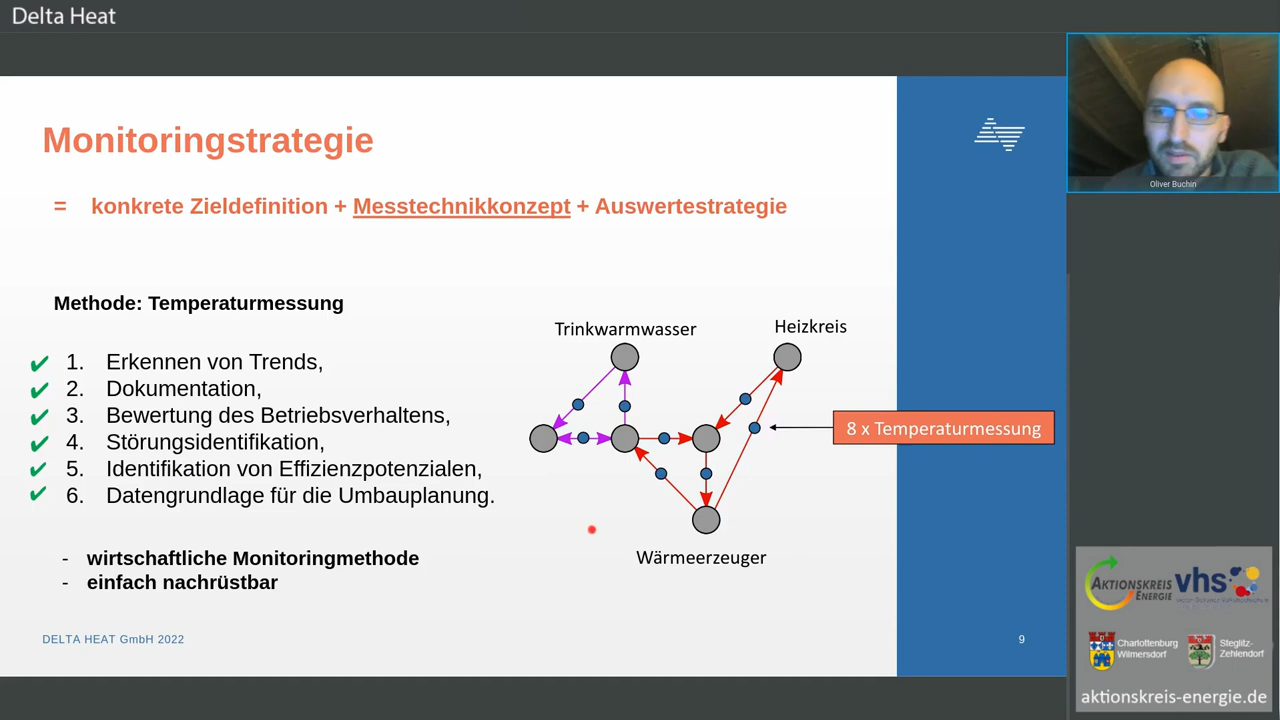 Delta Heat
Monitoringstrategie
= konkrete Zieldefinition + Messtechnikkonzept + Auswertestrategie
Methode: Temperaturmessung
1. Erkennen von Trends,
2. Dokumentation,
3. Bewertung des Betriebsverhaltens,
4. Störungsidentifikation,
5. Identifikation von Effizienzpotenzialen,
6. Datengrundlage für die Umbauplanung.
- wirtschaftliche Monitoringmethode
- einfach nachrüstbar
Trinkwarmwasser
Heizkreis
8 x Temperaturmessung
Wärmeerzeuger
DELTA HEAT GmbH 2022
9
Oliver Buchin
AKTIONSKREIS
ENERGIE
vhs
Charlottenburg
Wilmersdorf
Steglitz-
Zehlendorf
aktionskreis-energie.de